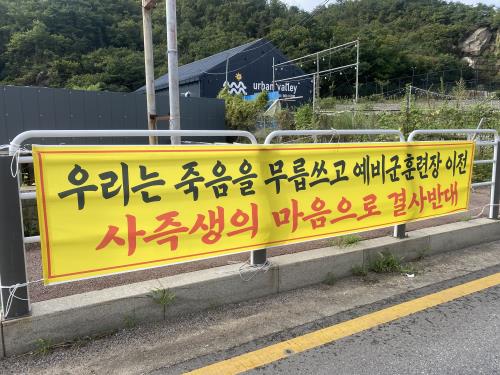 urban valley
우리는 죽음을 무릅쓰고 예비군훈련장 이전
사즉생의 마음으로 결사반대